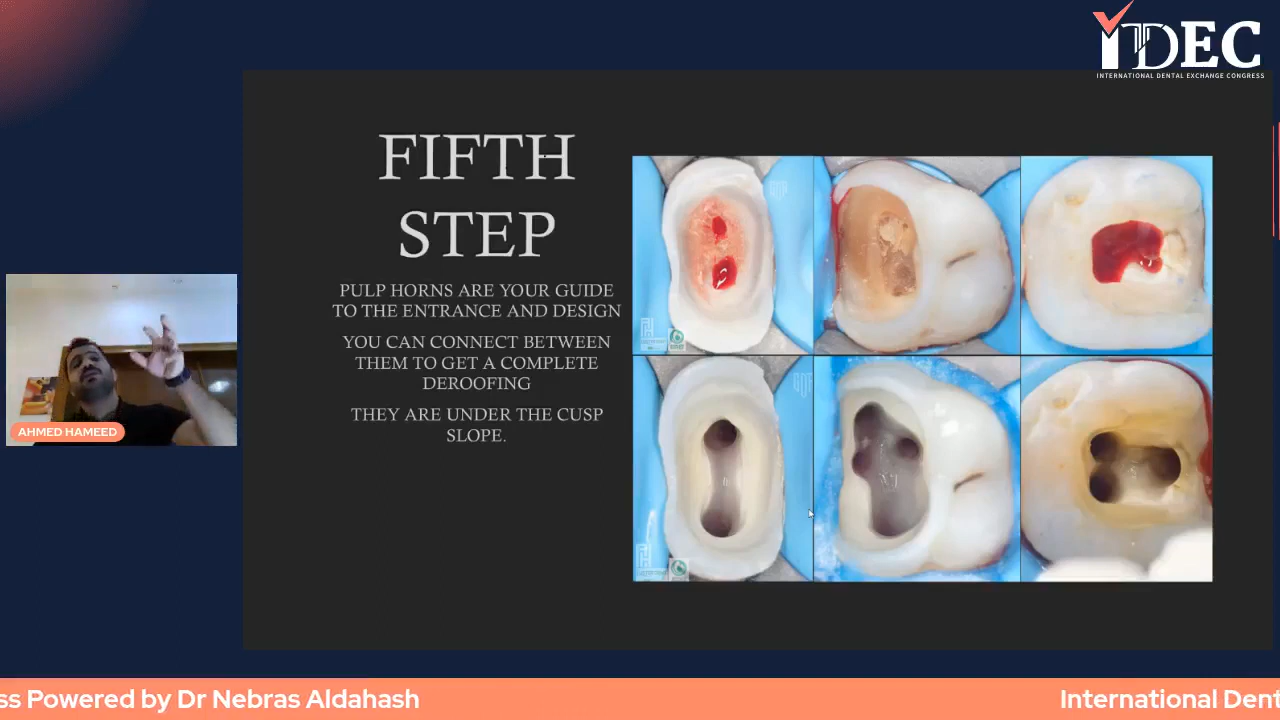 iDEC
INTERNATIONAL DENTAL EXCHANGE CONGRESS
FIFTH
STEP
PULP HORNS ARE YOUR GUIDE
TO THE ENTRANCE AND DESIGN
YOU CAN CONNECT BETWEEN
THEM TO GET A COMPLETE
DEROOFING
THEY ARE UNDER THE CUSP
SLOPE.
AHMED HAMEED
ss Powered by Dr Nebras Aldahash
International Dent